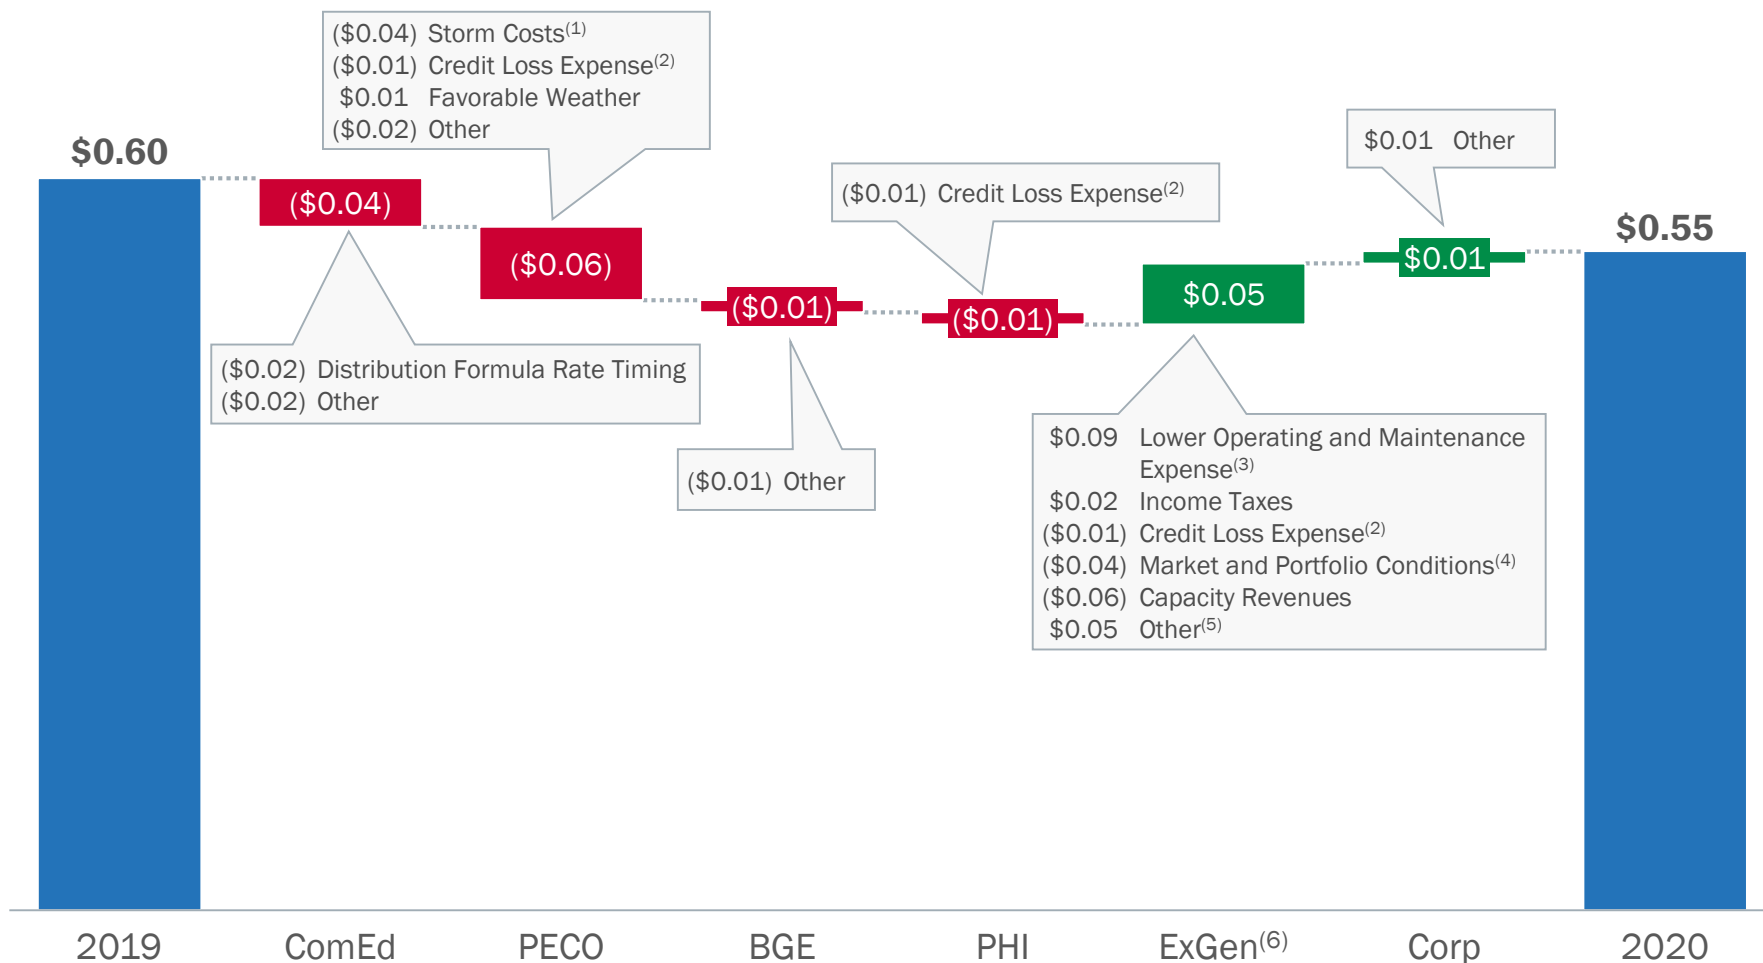 ($0.04) Storm Costs(1)
($0.01) Credit Loss Expense(2)
$0.01 Favorable Weather
($0.02) Other
$0.01 Other
$0.60
($0.01) Credit Loss Expense(2)
$0.55
($0.04)
($0.06)
($0.01)
($0.01)
$0.05
$0.01
($0.02) Distribution Formula Rate Timing
($0.02) Other
($0.01) Other
$0.09 Lower Operating and Maintenance
Expense(3)
$0.02 Income Taxes
($0.01) Credit Loss Expense(2)
($0.04) Market and Portfolio Conditions(4)
($0.06) Capacity Revenues
$0.05 Other(5)
2019 ComEd PECO BGE PHI ExGen(6) Corp 2020